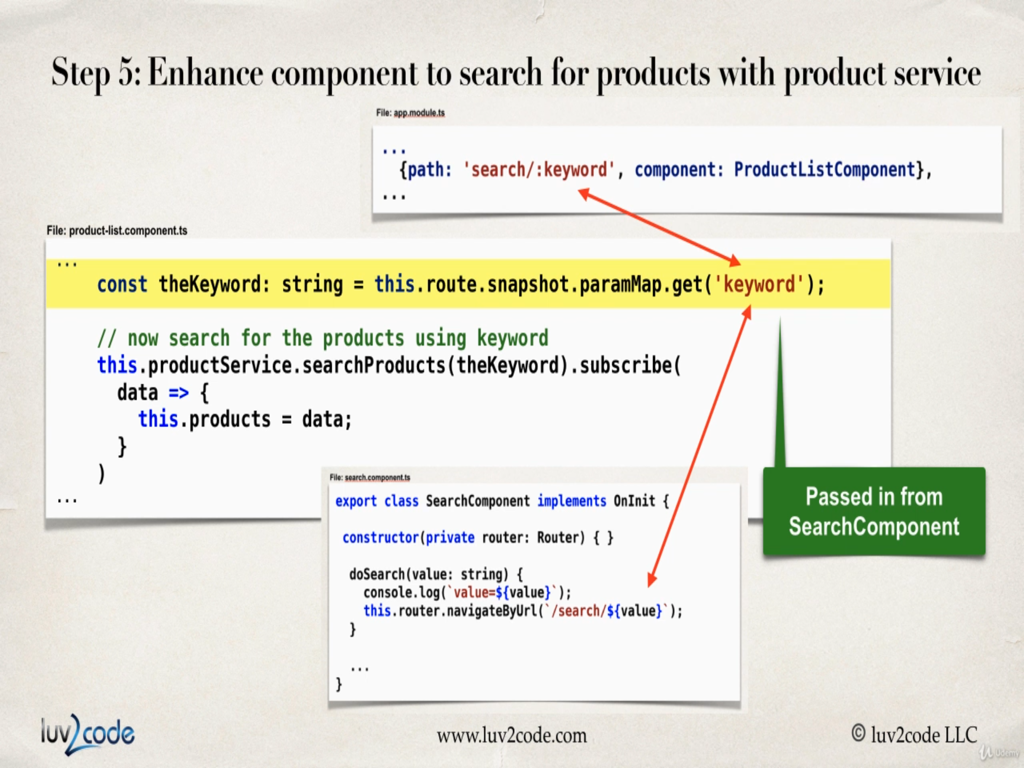 Step 5: Enhance component to search for products with product service
File: app.module.ts
...
{path: 'search/:keyword', component: ProductListComponent},
...
File: product-list.component.ts
...
const theKeyword: string = this.route.snapshot.paramMap.get('keyword');
// now search for the products using keyword
this.productService.searchProducts(theKeyword).subscribe(
data => {
this.products = data;
}
)
...
File: search.component.ts
export class SearchComponent implements OnInit {
constructor(private router: Router) { }
doSearch(value: string) {
console.log(`value=${value}`);
this.router.navigateByUrl(`/search/${value}`);
}
...
}
Passed in from
SearchComponent
luv2code
www.luv2code.com
© luv2code LLC
Udemy